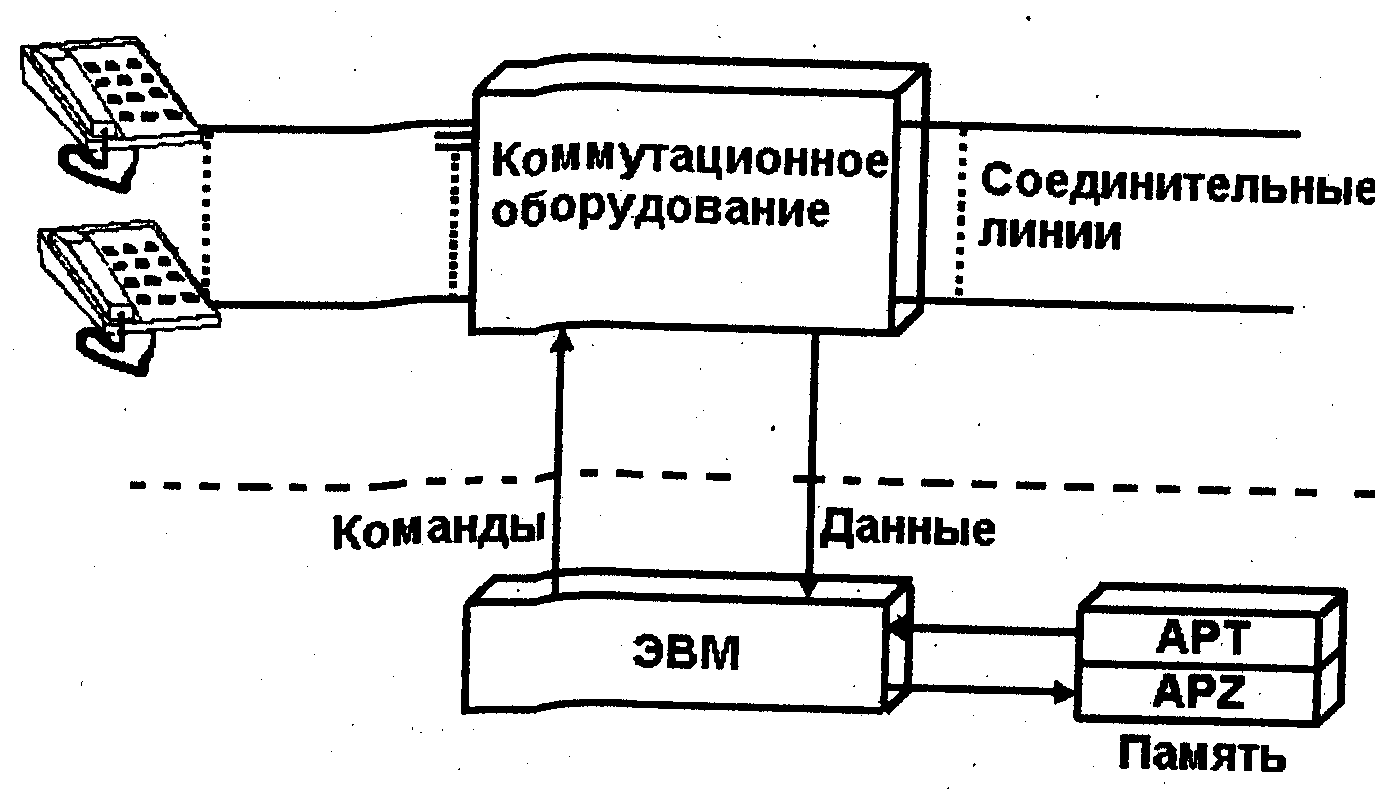 Коммутационное
оборудование
Соединительные
линии
Команды
Данные
ЭВМ
APT
APZ
Память